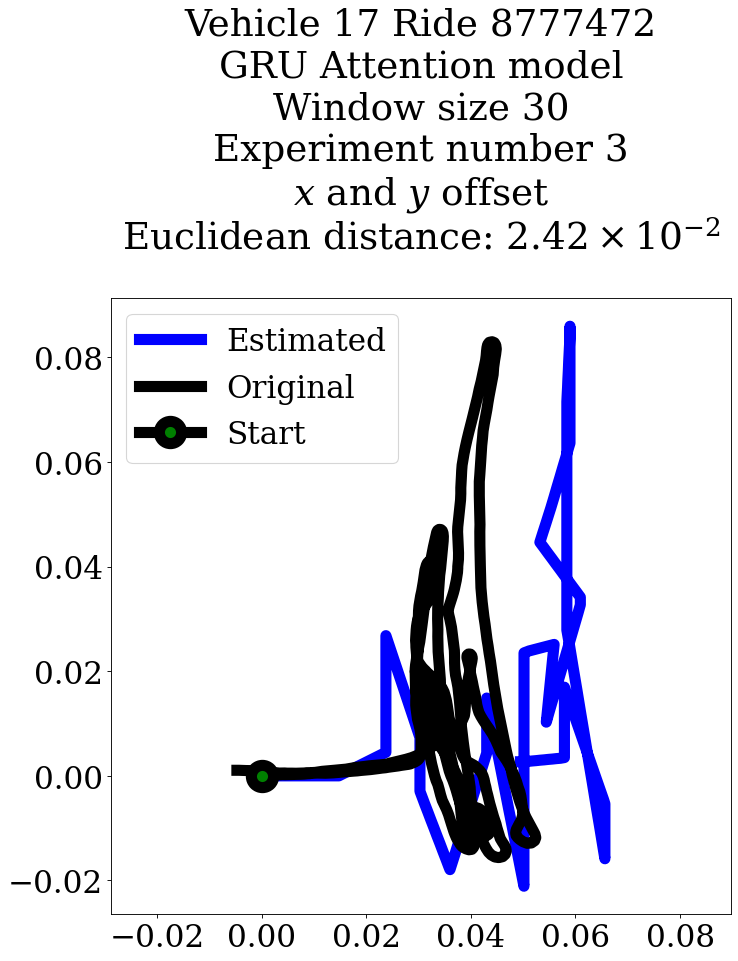 Vehicle 17 Ride 8777472
GRU Attention model
Window size 30
Experiment number 3
x and y offset
Euclidean distance: 2.42 × 10⁻²
Estimated
Original
Start
0.08
0.06
0.04
0.02
0.00
−0.02
−0.02 0.00 0.02 0.04 0.06 0.08